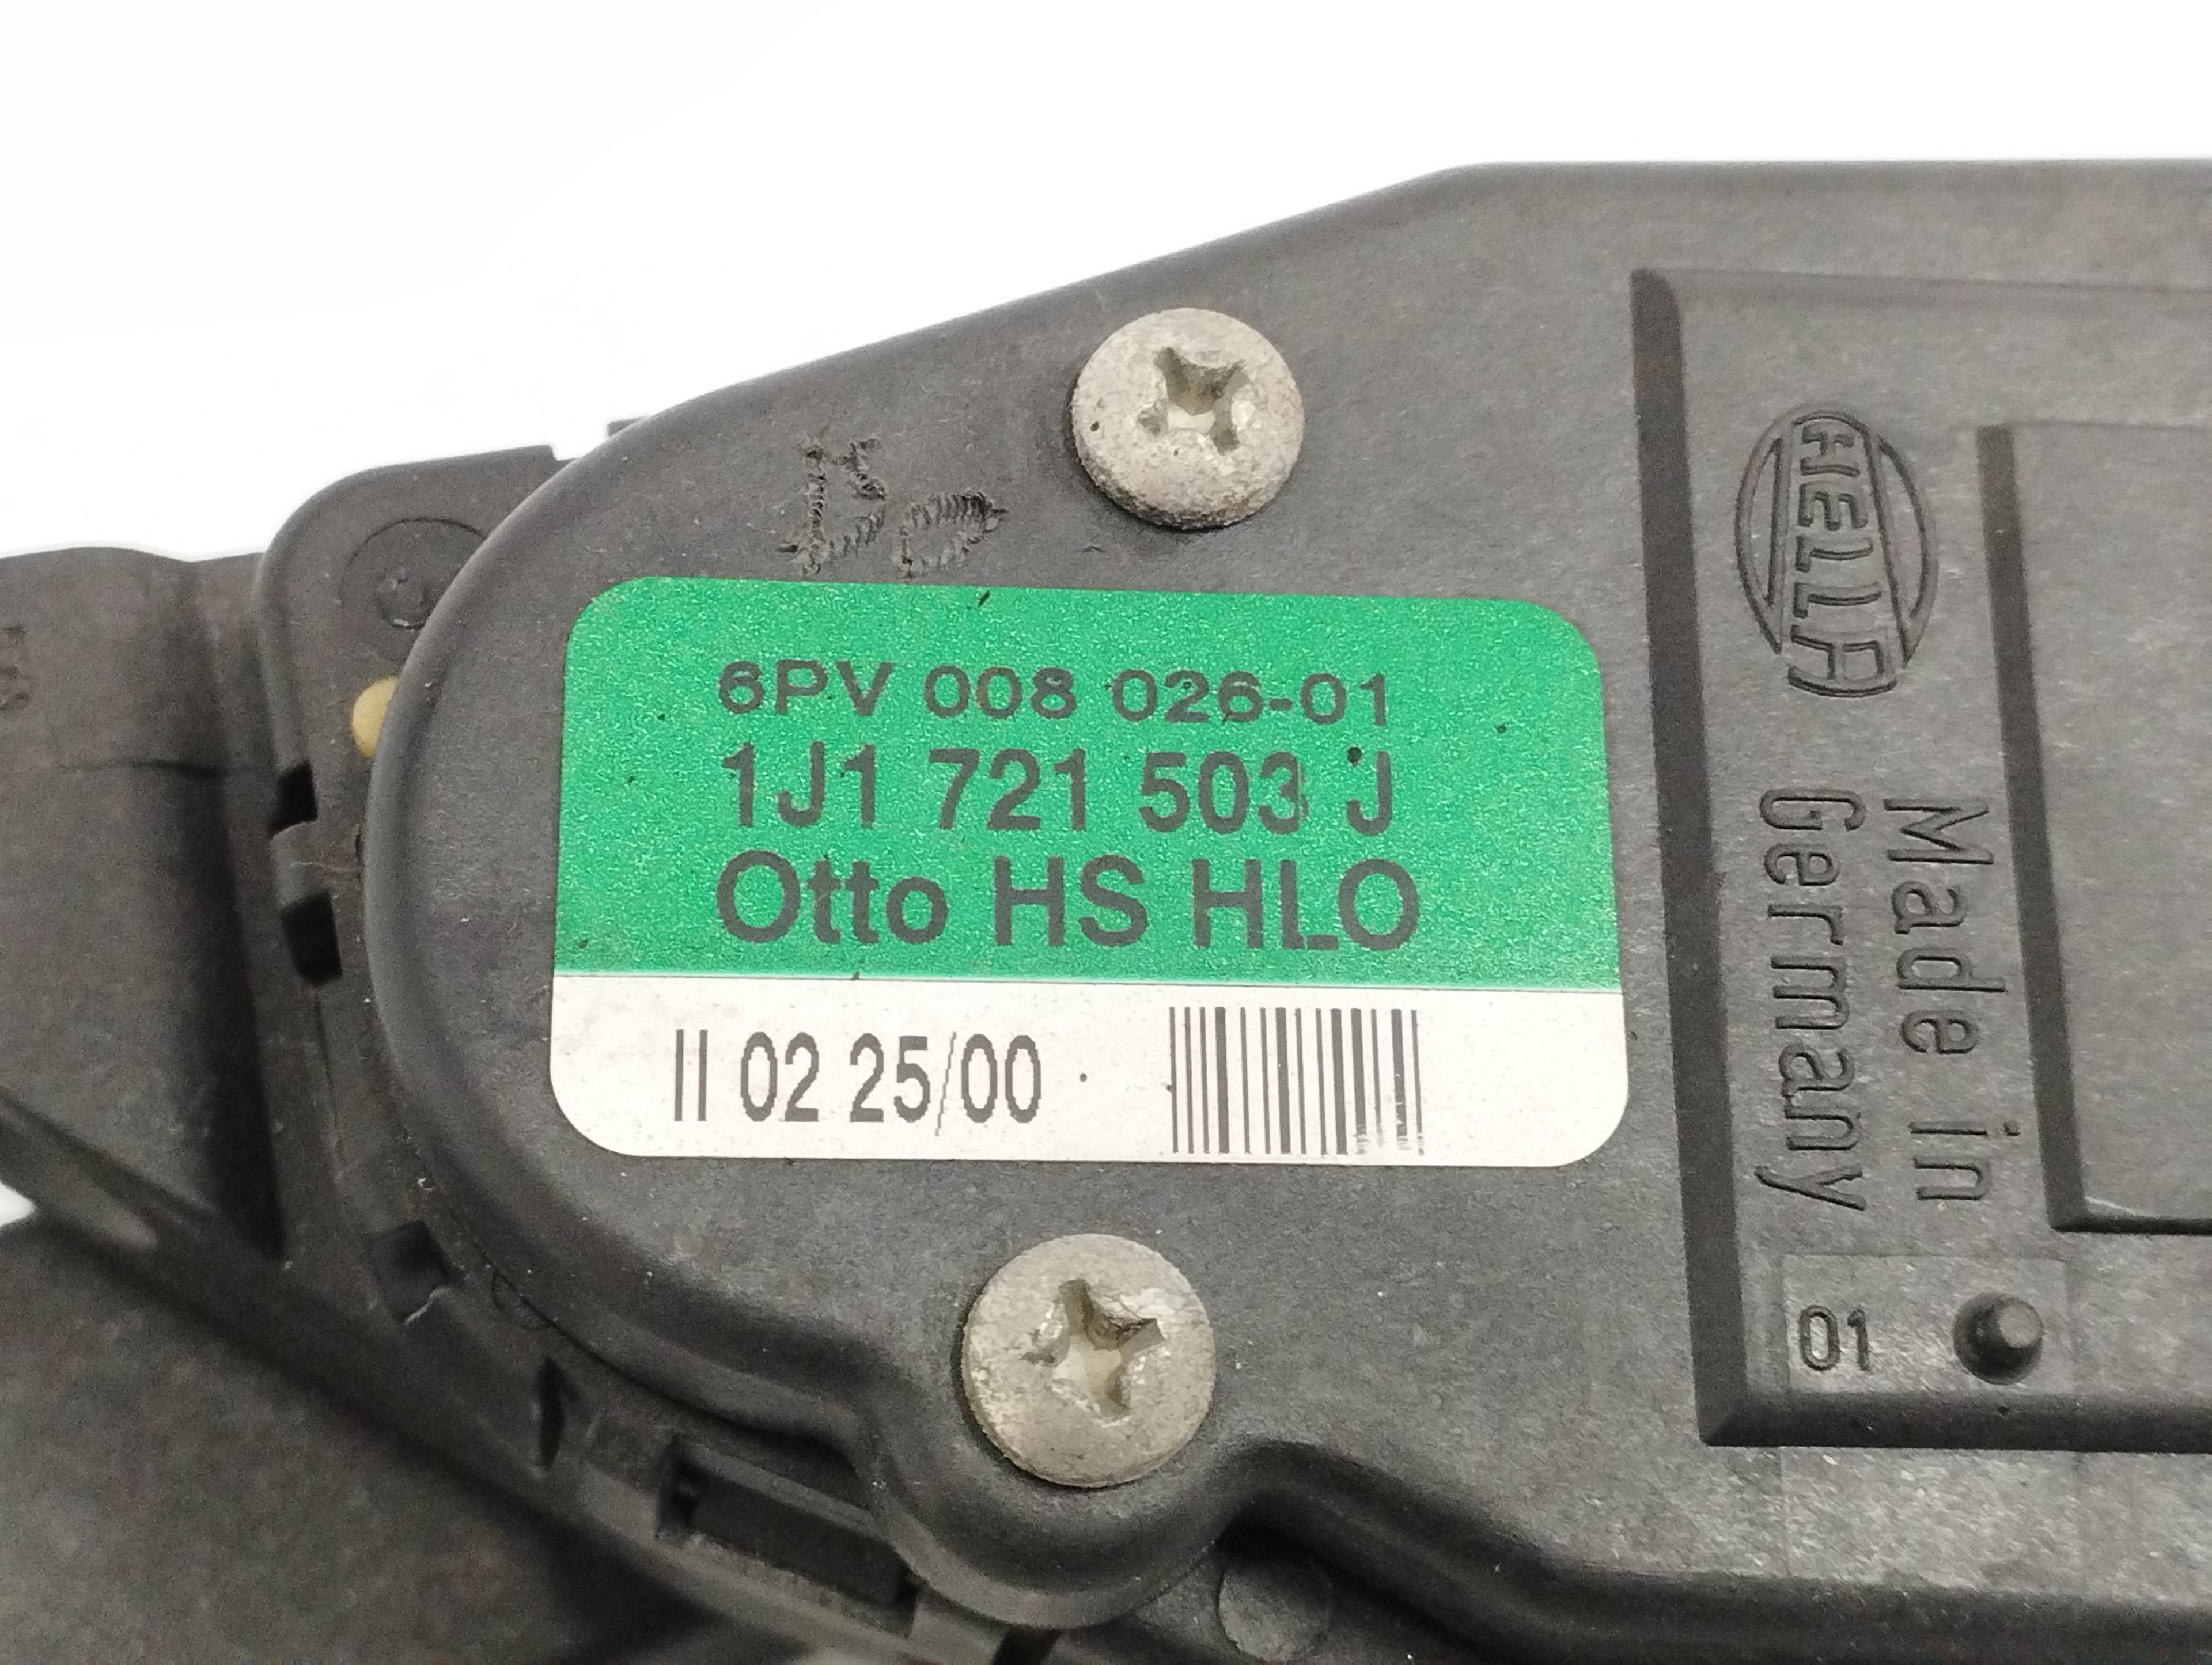 6PV 008 026-01
1J1 721 503 J
Otto HS HLO
II 02 25/00
HELLA
Made in
Germany
01